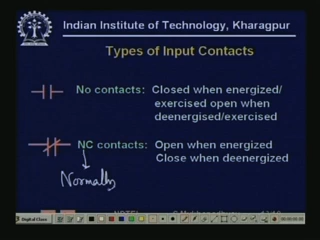 Indian Institute of Technology, Kharagpur
Types of Input Contacts
No contacts: Closed when energized/
exercised open when
deenergised/exercised
NC contacts: Open when energized
Close when deenergized
Normally